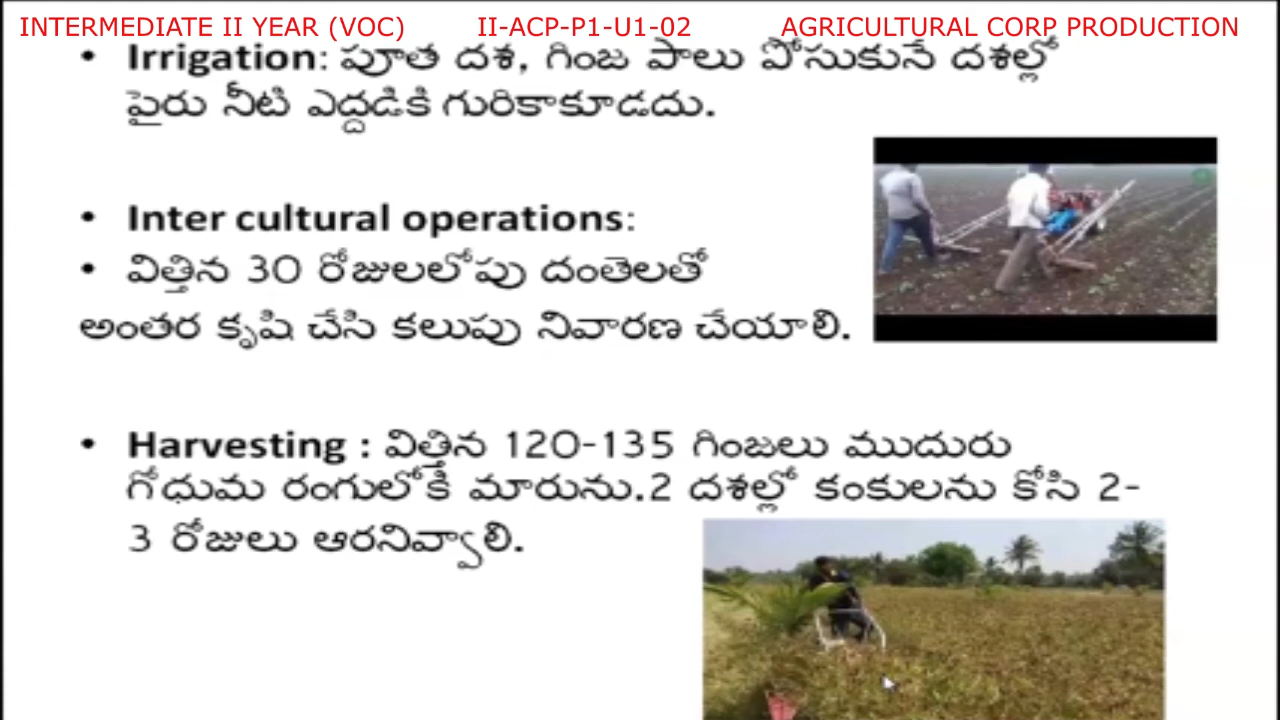 INTERMEDIATE II YEAR (VOC) II-ACP-P1-U1-02 AGRICULTURAL CORP PRODUCTION
• Irrigation: పూత దశ, గింజ పాలు పోసుకునే దశల్లో
పైరు నీటి ఎద్దడికి గురికాకూడదు.
• Inter cultural operations:
• విత్తిన 30 రోజులలోపు దంతెలతో
అంతర కృషి చేసి కలుపు నివారణ చేయాలి.
• Harvesting : విత్తిన 120-135 గింజలు ముదురు
గోధుమ రంగులోకి మారును.2 దశల్లో కంకులను కోసి 2-
3 రోజులు ఆరనివ్వాలి.